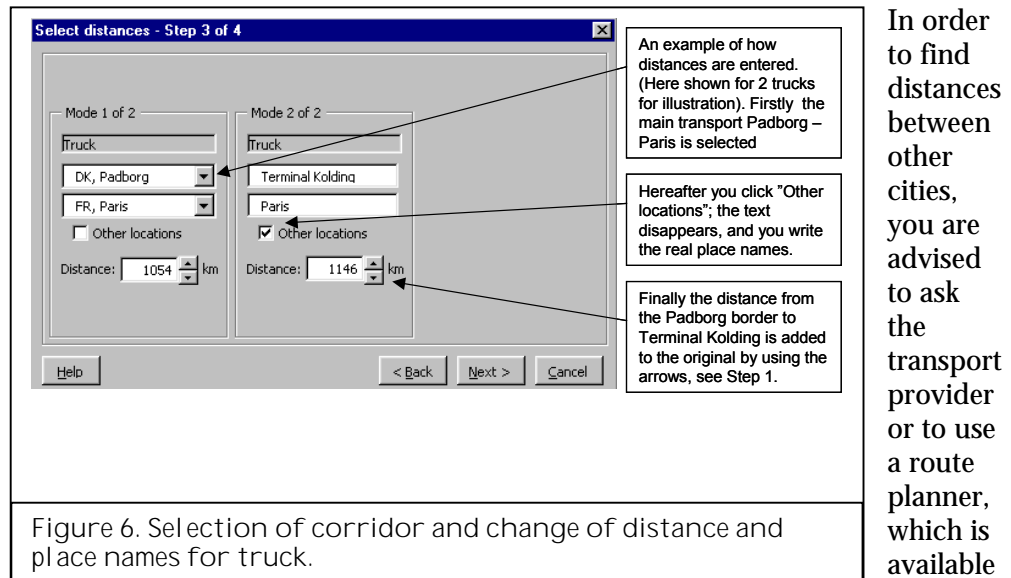 Select distances - Step 3 of 4
Mode 1 of 2
Truck
DK, Padborg
FR, Paris
Other locations
Distance: 1054 km
Mode 2 of 2
Truck
Terminal Kolding
Paris
Other locations
Distance: 1146 km
Help
< Back
Next >
Cancel
An example of how
distances are entered.
(Here shown for 2 trucks
for illustration). Firstly the
main transport Padborg –
Paris is selected
Hereafter you click ”Other
locations”; the text
disappears, and you write
the real place names.
Finally the distance from
the Padborg border to
Terminal Kolding is added
to the original by using the
arrows, see Step 1.
Figure 6. Selection of corridor and change of distance and
place names for truck.
In order
to find
distances
between
other
cities,
you are
advised
to ask
the
transport
provider
or to use
a route
planner,
which is
available